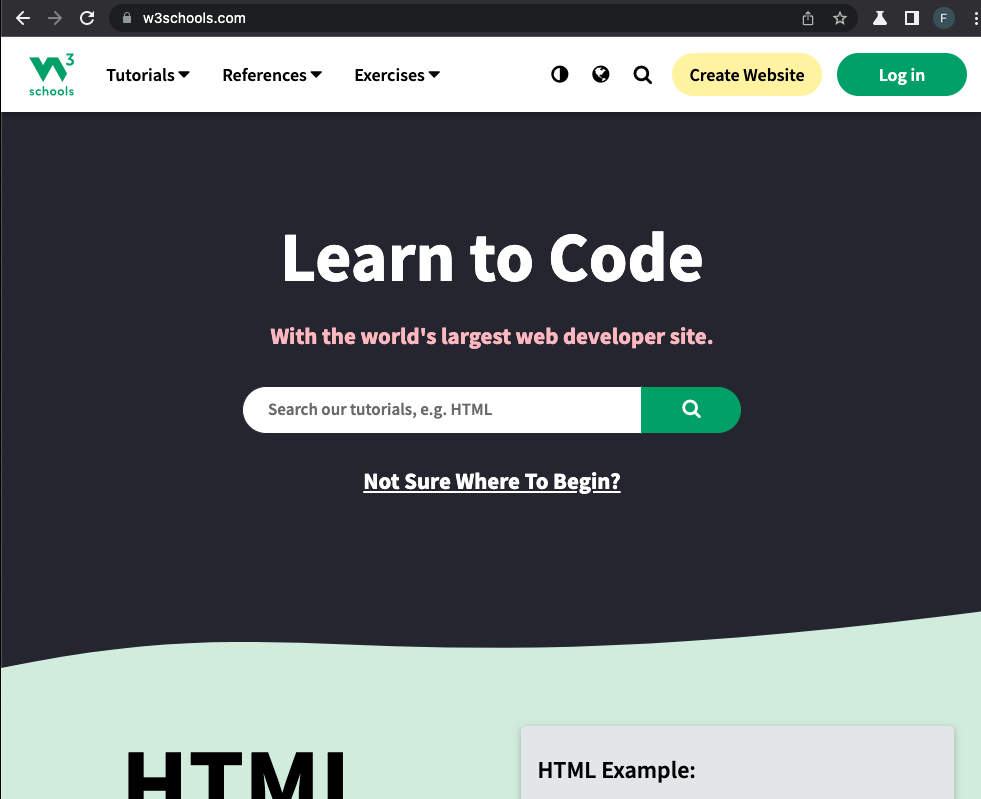 w3schools.com
F
W3
schools
Tutorials References Exercises Create Website Log in
Learn to Code
With the world's largest web developer site.
Search our tutorials, e.g. HTML
Not Sure Where To Begin?
HTML
HTML Example: